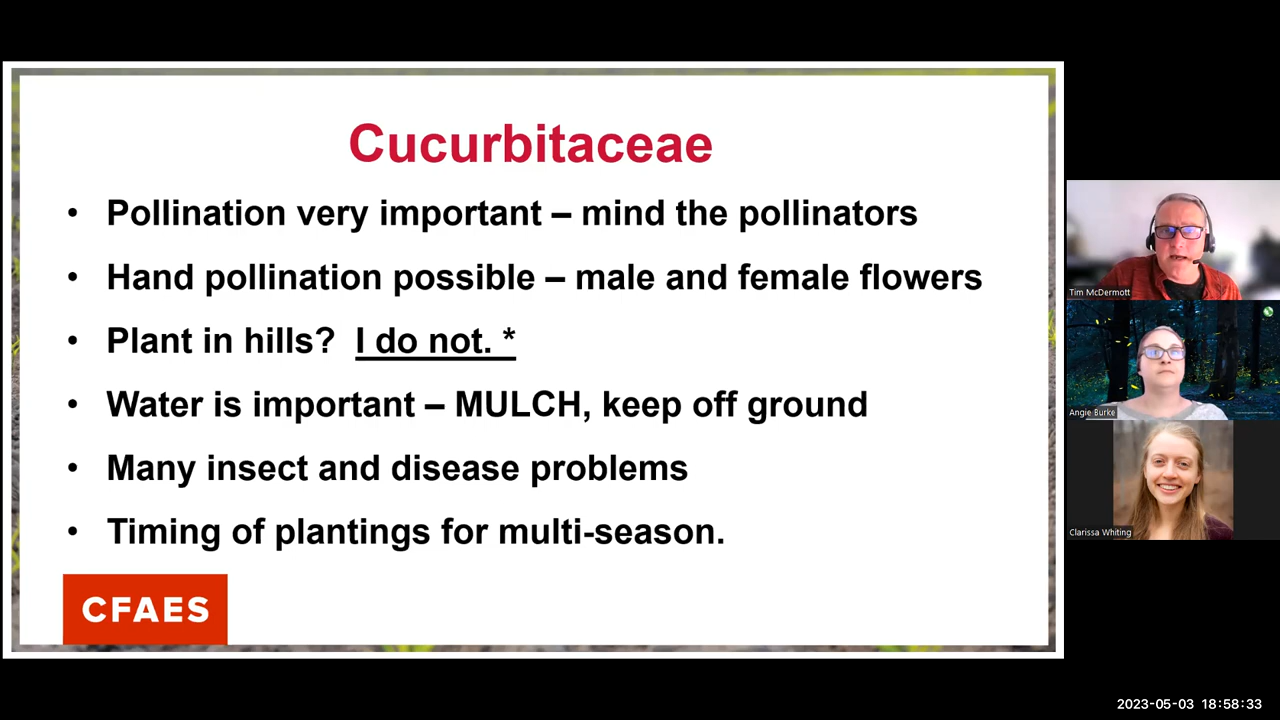 Cucurbitaceae
• Pollination very important – mind the pollinators
• Hand pollination possible – male and female flowers
• Plant in hills? I do not. *
• Water is important – MULCH, keep off ground
• Many insect and disease problems
• Timing of plantings for multi-season.
CFAES
Tim McDermott
Angie Burke
Clarissa Whiting
2023-05-03 18:58:33